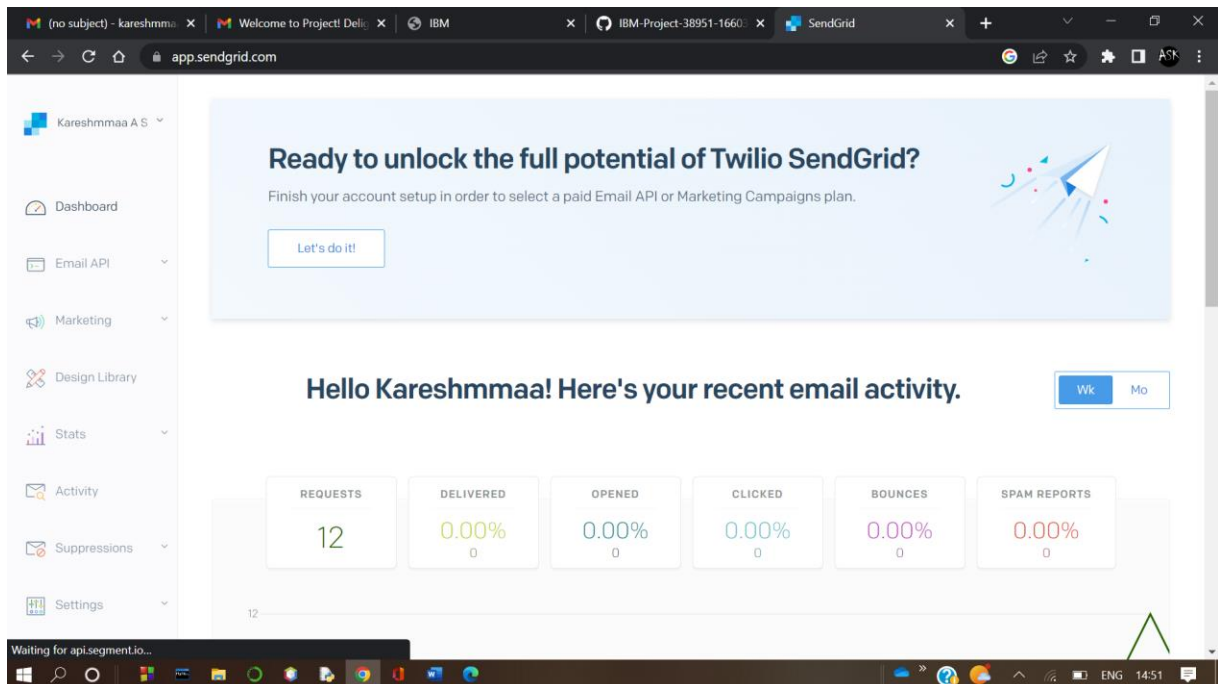 (no subject) - kareshmma
Welcome to Project! Delig
IBM
IBM-Project-38951-16603
SendGrid
app.sendgrid.com
ASK
Kareshmmaa A S
Ready to unlock the full potential of Twilio SendGrid?
Finish your account setup in order to select a paid Email API or Marketing Campaigns plan.
Let's do it!
Dashboard
Email API
Marketing
Design Library
Stats
Activity
Suppressions
Settings
Hello Kareshmmaa! Here's your recent email activity.
Wk Mo
REQUESTS DELIVERED OPENED CLICKED BOUNCES SPAM REPORTS
12 0.00% 0.00% 0.00% 0.00% 0.00%
0 0 0 0 0
12
Waiting for api.segment.io...
ENG 14:51